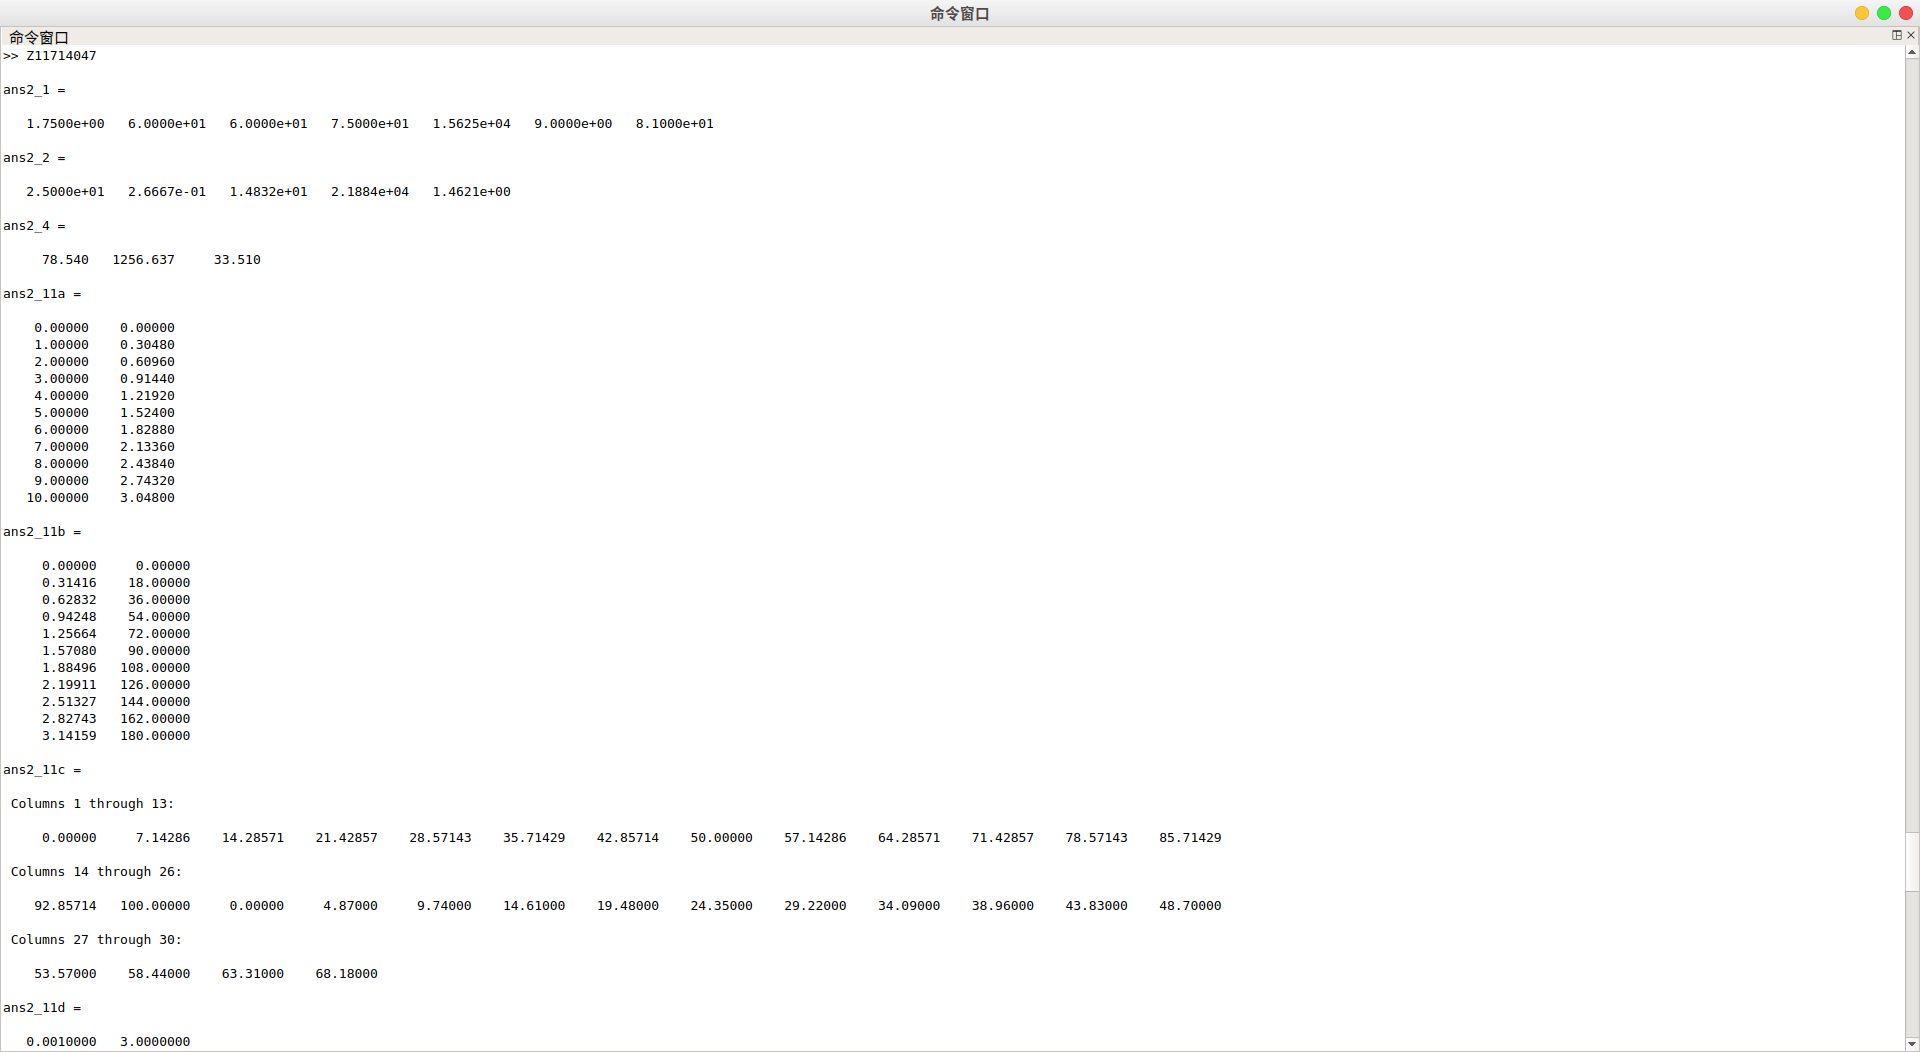 命令窗口
命令窗口
>> Z11714047
ans2_1 =
1.7500e+00 6.0000e+01 6.0000e+01 7.5000e+01 1.5625e+04 9.0000e+00 8.1000e+01
ans2_2 =
2.5000e+01 2.6667e-01 1.4832e+01 2.1884e+04 1.4621e+00
ans2_4 =
78.540 1256.637 33.510
ans2_11a =
0.00000 0.00000
1.00000 0.30480
2.00000 0.60960
3.00000 0.91440
4.00000 1.21920
5.00000 1.52400
6.00000 1.82880
7.00000 2.13360
8.00000 2.43840
9.00000 2.74320
10.00000 3.04800
ans2_11b =
0.00000 0.00000
0.31416 18.00000
0.62832 36.00000
0.94248 54.00000
1.25664 72.00000
1.57080 90.00000
1.88496 108.00000
2.19911 126.00000
2.51327 144.00000
2.82743 162.00000
3.14159 180.00000
ans2_11c =
Columns 1 through 13:
0.00000 7.14286 14.28571 21.42857 28.57143 35.71429 42.85714 50.00000 57.14286 64.28571 71.42857 78.57143 85.71429
Columns 14 through 26:
92.85714 100.00000 0.00000 4.87000 9.74000 14.61000 19.48000 24.35000 29.22000 34.09000 38.96000 43.83000 48.70000
Columns 27 through 30:
53.57000 58.44000 63.31000 68.18000
ans2_11d =
0.0010000 3.0000000